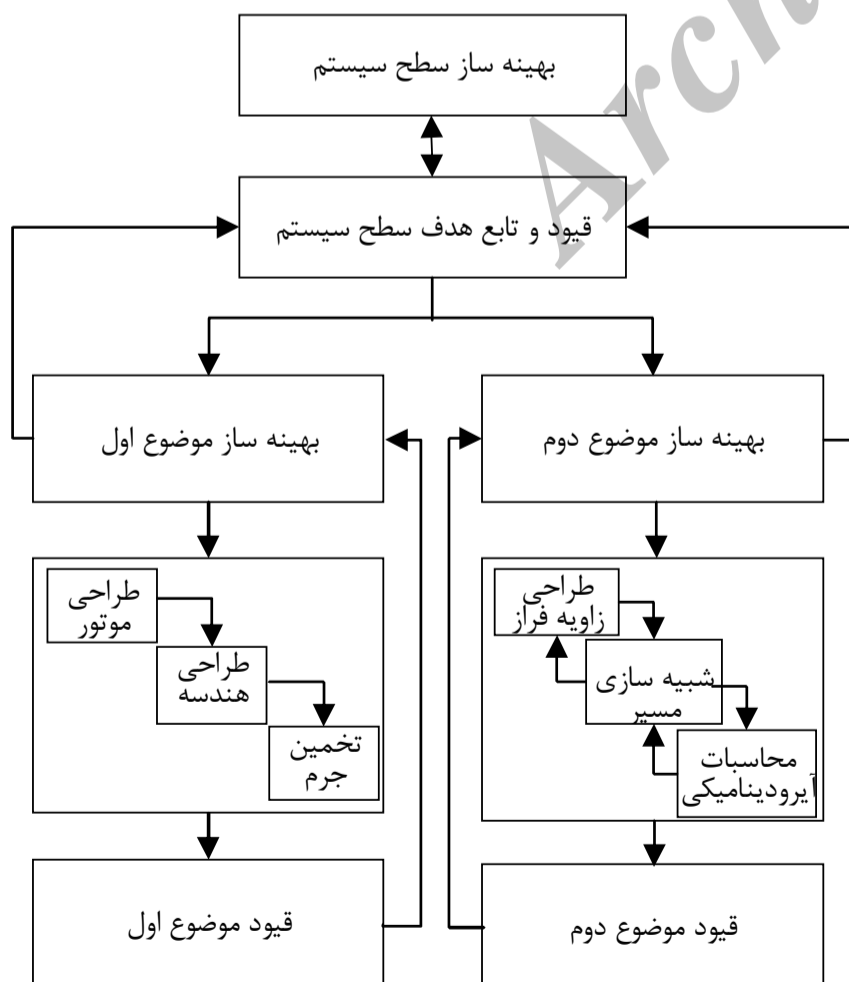 بهینه ساز سطح سیستم
قیود و تابع هدف سطح سیستم
بهینه ساز موضوع اول
بهینه ساز موضوع دوم
طراحی
موتور
طراحی
هندسه
تخمین
جرم
طراحی
زاویه فراز
شبیه سازی
مسیر
محاسبات
آیرودینامیکی
قیود موضوع اول
قیود موضوع دوم